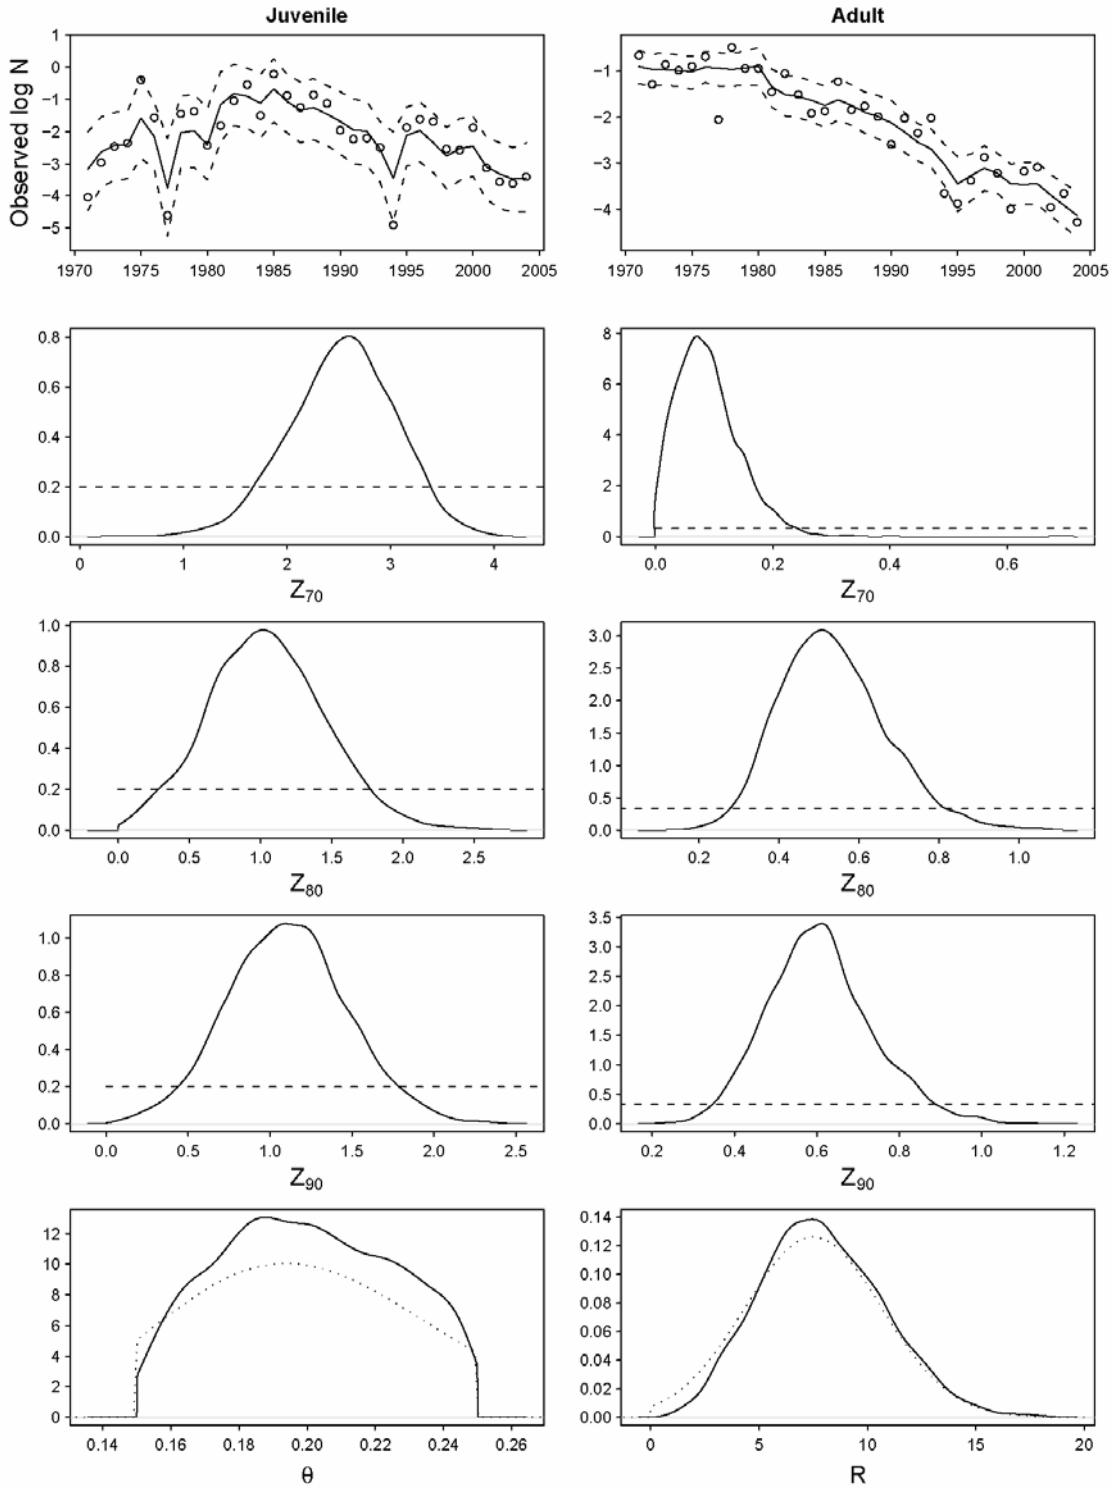 Juvenile Adult
Observed log N
1 0 −1 −2 −3 −4 −5
−1 −2 −3 −4
1970 1975 1980 1985 1990 1995 2000 2005
1970 1975 1980 1985 1990 1995 2000 2005
0.8 0.6 0.4 0.2 0.0
8 6 4 2 0
0 1 2 3 4
0.0 0.2 0.4 0.6
Z70 Z70
1.0 0.8 0.6 0.4 0.2 0.0
3.0 2.5 2.0 1.5 1.0 0.5 0.0
0.0 0.5 1.0 1.5 2.0 2.5
0.2 0.4 0.6 0.8 1.0
Z80 Z80
1.0 0.8 0.6 0.4 0.2 0.0
3.5 3.0 2.5 2.0 1.5 1.0 0.5 0.0
0.0 0.5 1.0 1.5 2.0 2.5
0.2 0.4 0.6 0.8 1.0 1.2
Z90 Z90
12 10 8 6 4 2 0
0.14 0.12 0.10 0.08 0.06 0.04 0.02 0.00
0.14 0.16 0.18 0.20 0.22 0.24 0.26
0 5 10 15 20
θ R